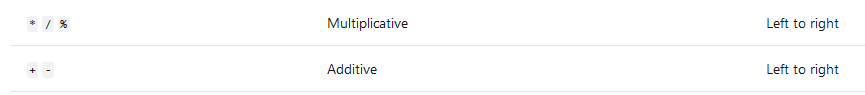 * / % Multiplicative Left to right
+ - Additive Left to right